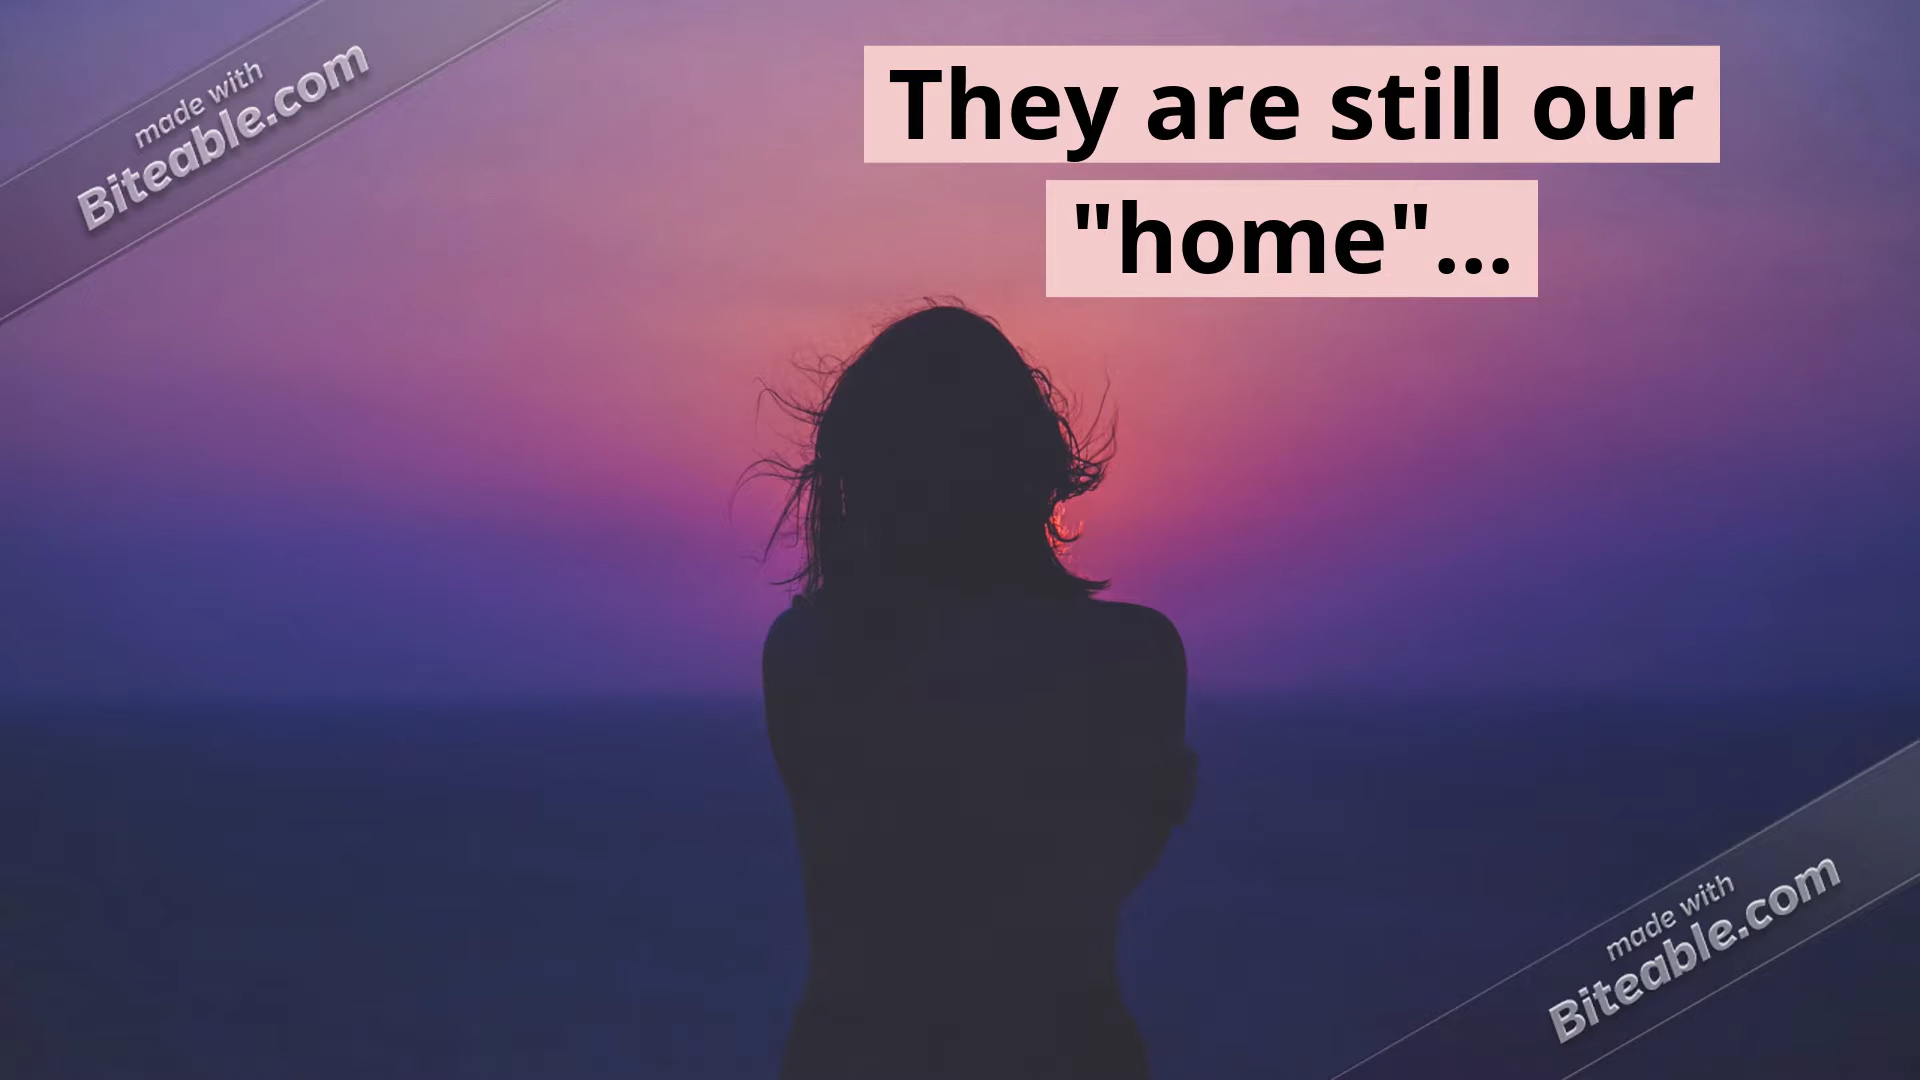 made with
Biteable.com
They are still our
"home"...
made with
Biteable.com